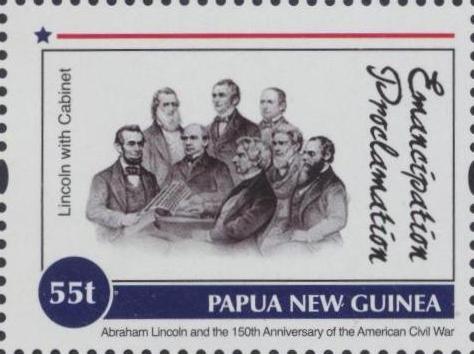 Lincoln with Cabinet
Emancipation
Proclamation
55t
PAPUA NEW GUINEA
Abraham Lincoln and the 150th Anniversary of the American Civil War